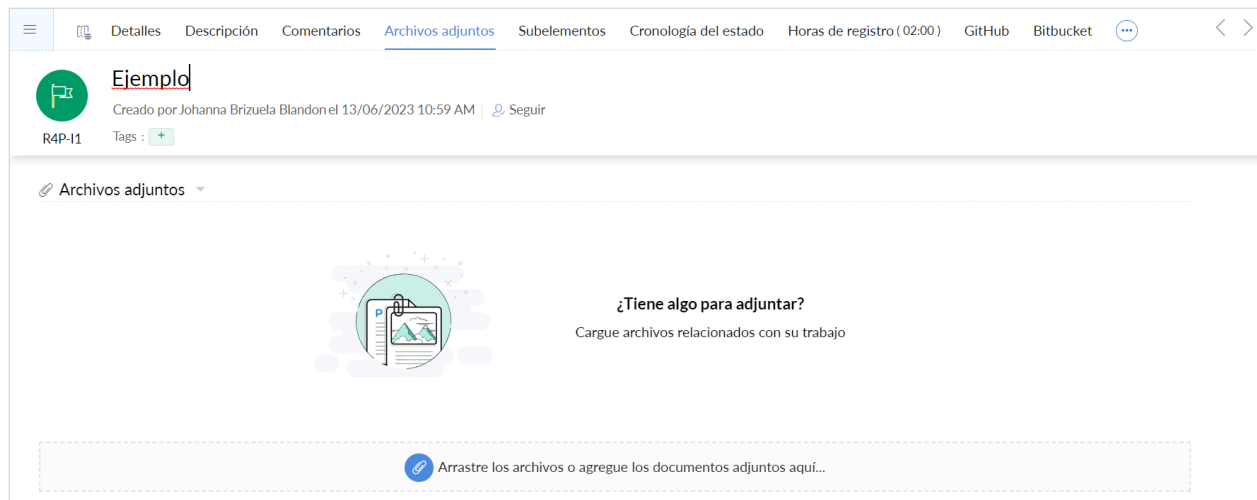 Detalles Descripción Comentarios Archivos adjuntos Subelementos Cronología del estado Horas de registro ( 02:00 ) GitHub Bitbucket
Ejemplo
Creado por Johanna Brizuela Blandon el 13/06/2023 10:59 AM Seguir
R4P-I1 Tags : +
Archivos adjuntos
P
¿Tiene algo para adjuntar?
Cargue archivos relacionados con su trabajo
Arrastre los archivos o agregue los documentos adjuntos aquí...